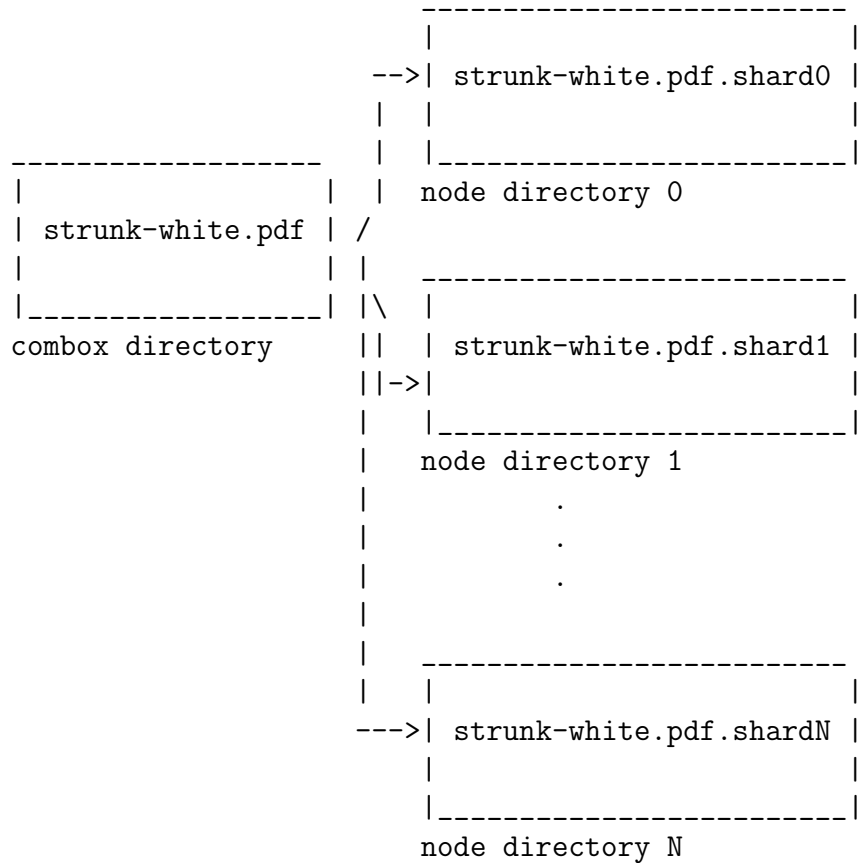 strunk-white.pdf.shard0
node directory 0
strunk-white.pdf
combox directory
strunk-white.pdf.shard1
node directory 1
.
.
.
strunk-white.pdf.shardN
node directory N